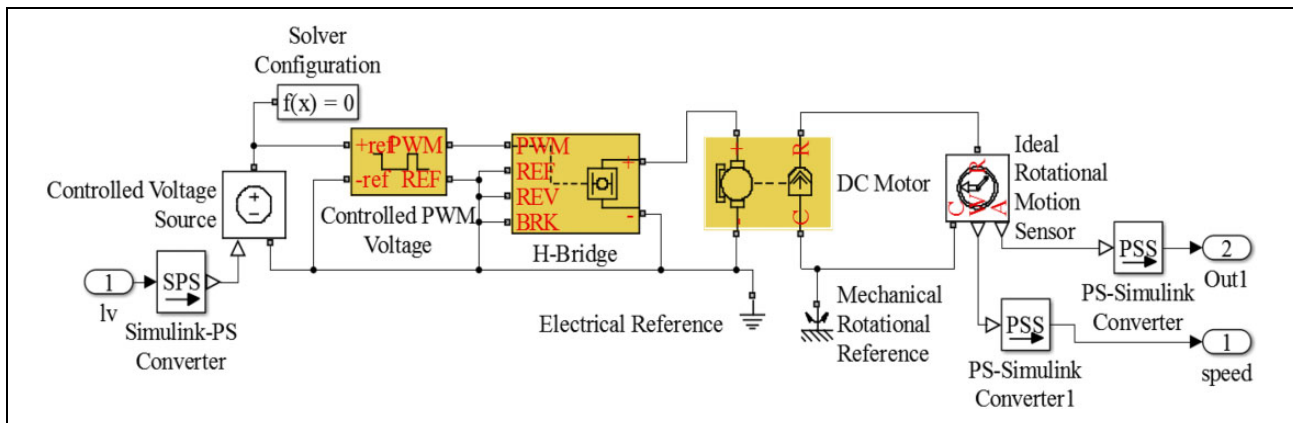 Solver
Configuration
f(x) = 0
Controlled Voltage
Source
1
lv
SPS
Simulink-PS
Converter
+ref PWM
-ref REF
Controlled PWM
Voltage
PWM
REF
REV
BRK
+
-
H-Bridge
+
-
R
C
DC Motor
Electrical Reference
Mechanical
Rotational
Reference
C
W
R
A
Ideal
Rotational
Motion
Sensor
PSS
PS-Simulink
Converter
2
Out1
PSS
PS-Simulink
Converter1
1
speed